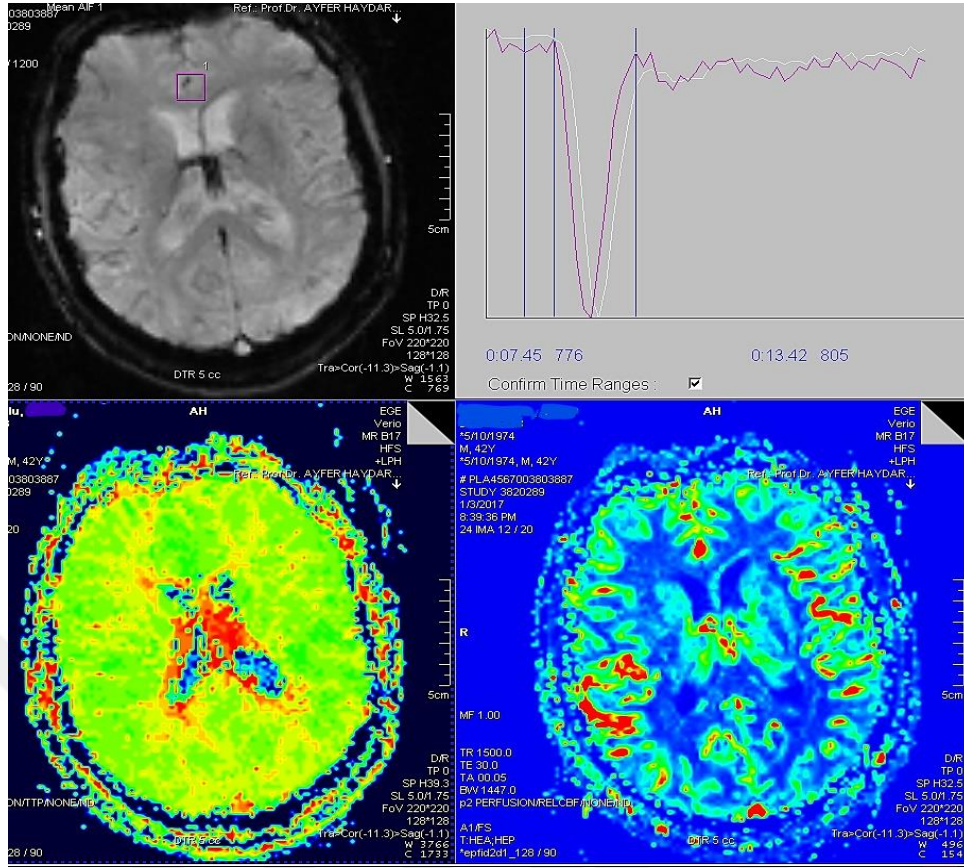 Mean AIF 1
Ref.: Prof.Dr. AYFER HAYDAR...
03803887
0289
/ 1200
1
5cm
D/R
TP 0
SP H32.5
SL 5.0/1.75
FoV 220*220
128*128
Tra>Cor(-11.3)>Sag(-1.1)
W 1563
C 769
ON/NONE/ND
DTR 5 cc
28 / 90
0:07.45 776
0:13.42 805
Confirm Time Ranges :
lu,
AH
EGE
Verio
MR B17
HFS
+LPH
M, 42Y
Ref.: Prof.Dr. AYFER HAYDAR...
03803887
0289
20
5cm
D/R
TP 0
SP H39.3
SL 5.0/1.75
FoV 220*220
128*128
Tra>Cor(-11.3)>Sag(-1.1)
W 3766
C 1733
ON/TTP/NONE/ND
DTR 5 cc
28 / 90
AH
EGE
Verio
MR B17
HFS
+LPH
*5/10/1974
M, 42Y
*5/10/1974, M, 42Y
Ref.: Prof.Dr. AYFER HAYDAR...
# PLA4567003803887
STUDY 3820289
1/3/2017
8:39:36 PM
24 IMA 12 / 20
R
5cm
MF 1.00
TR 1500.0
TE 30.0
TA 00.05
BW 1447.0
p2 PERFUSION/RELCBF/NONE/ND
A1/FS
T:HEA;HEP
*epfid2d1_128 / 90
DTR 5 cc
D/R
TP 0
SP H32.5
SL 5.0/1.75
FoV 220*220
128*128
Tra>Cor(-11.3)>Sag(-1.1)
W 496
C 154